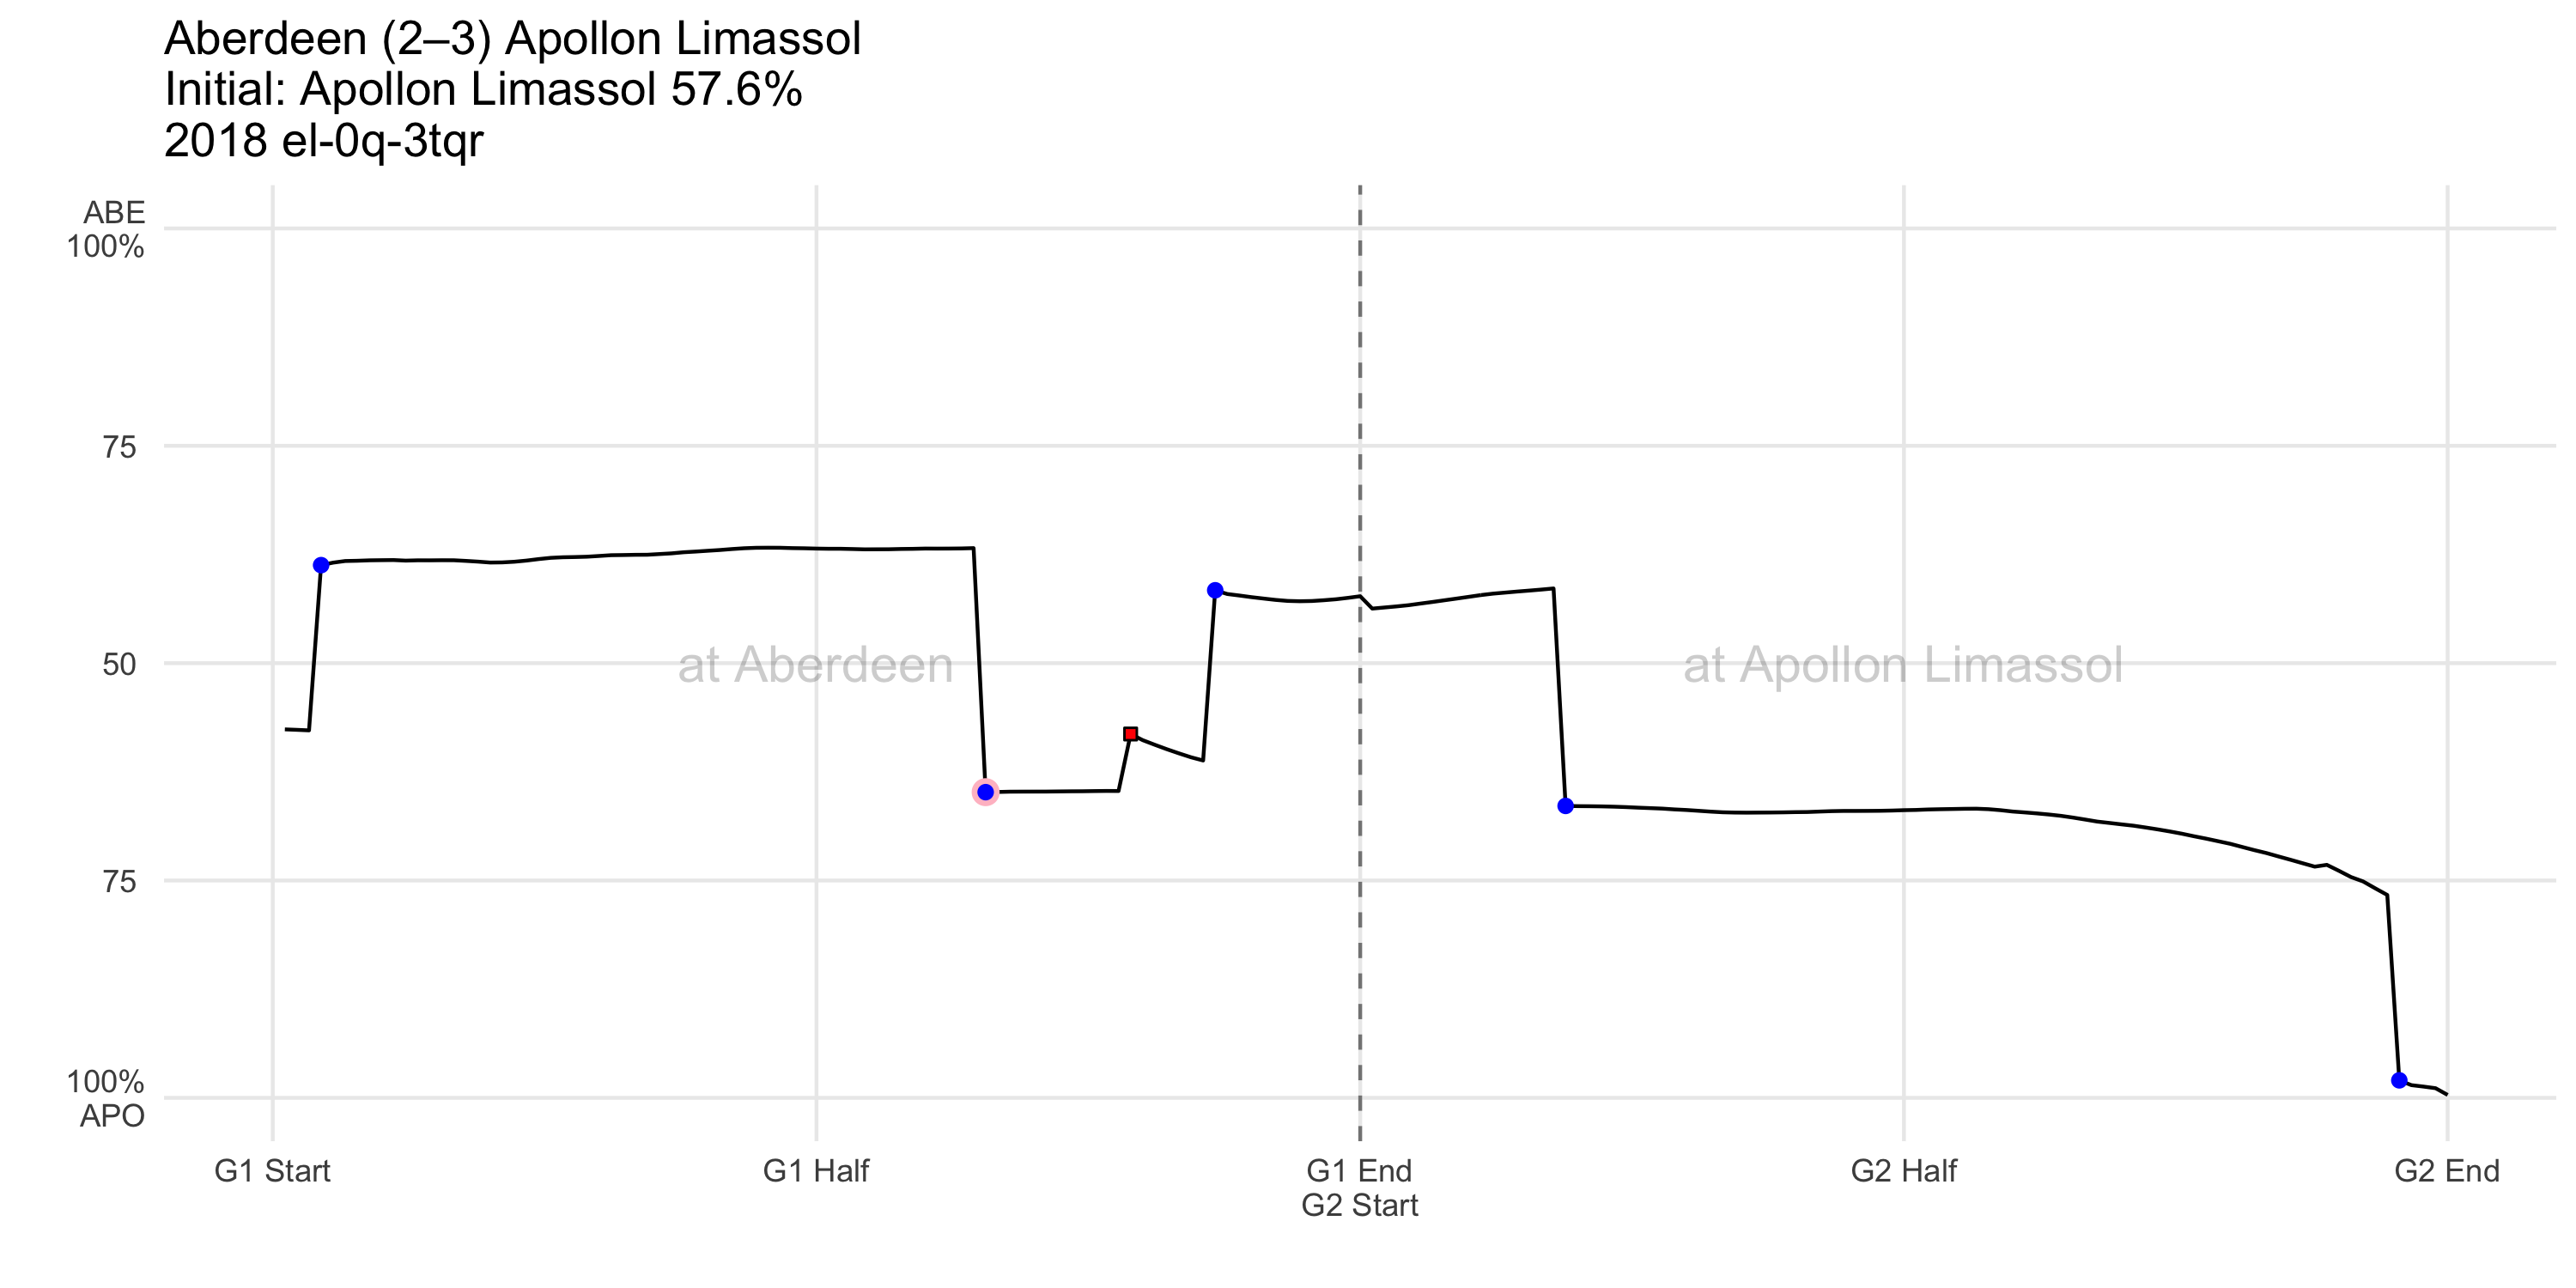 Aberdeen (2–3) Apollon Limassol
Initial: Apollon Limassol 57.6%
2018 el-0q-3tqr
ABE
100%
75
50
75
100%
APO
at Aberdeen
at Apollon Limassol
G1 Start
G1 Half
G1 End
G2 Start
G2 Half
G2 End